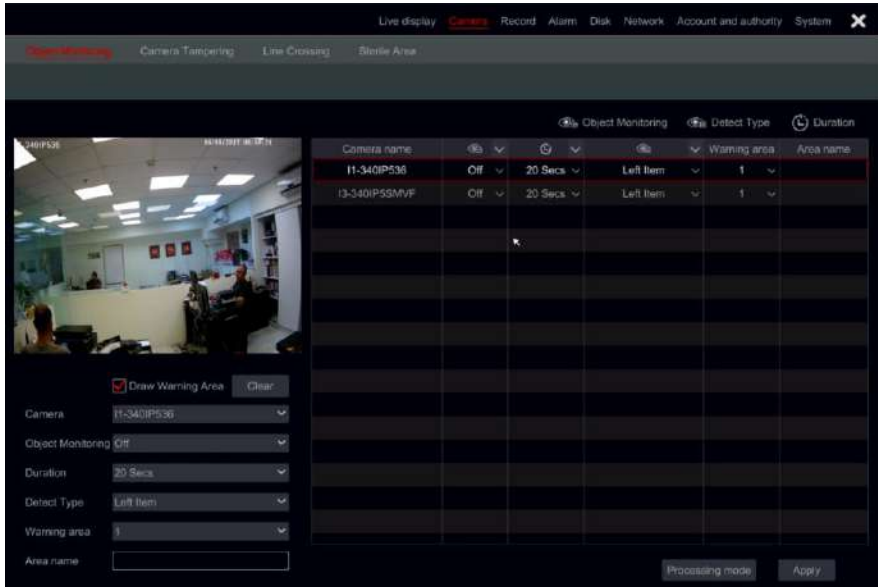 Live display Camera Record Alarm Disk Network Account and authority System
Object Monitoring Camera Tampering Line Crossing Sterile Area
Object Monitoring Detect Type Duration
Camera name Warning area Area name
I1-340IP536 Off 20 Secs Left Item 1
I3-340IP5SMVF Off 20 Secs Left Item 1
Draw Warning Area Clear
Camera I1-340IP536
Object Monitoring Off
Duration 20 Secs
Detect Type Left Item
Warning area 1
Area name
Processing mode Apply